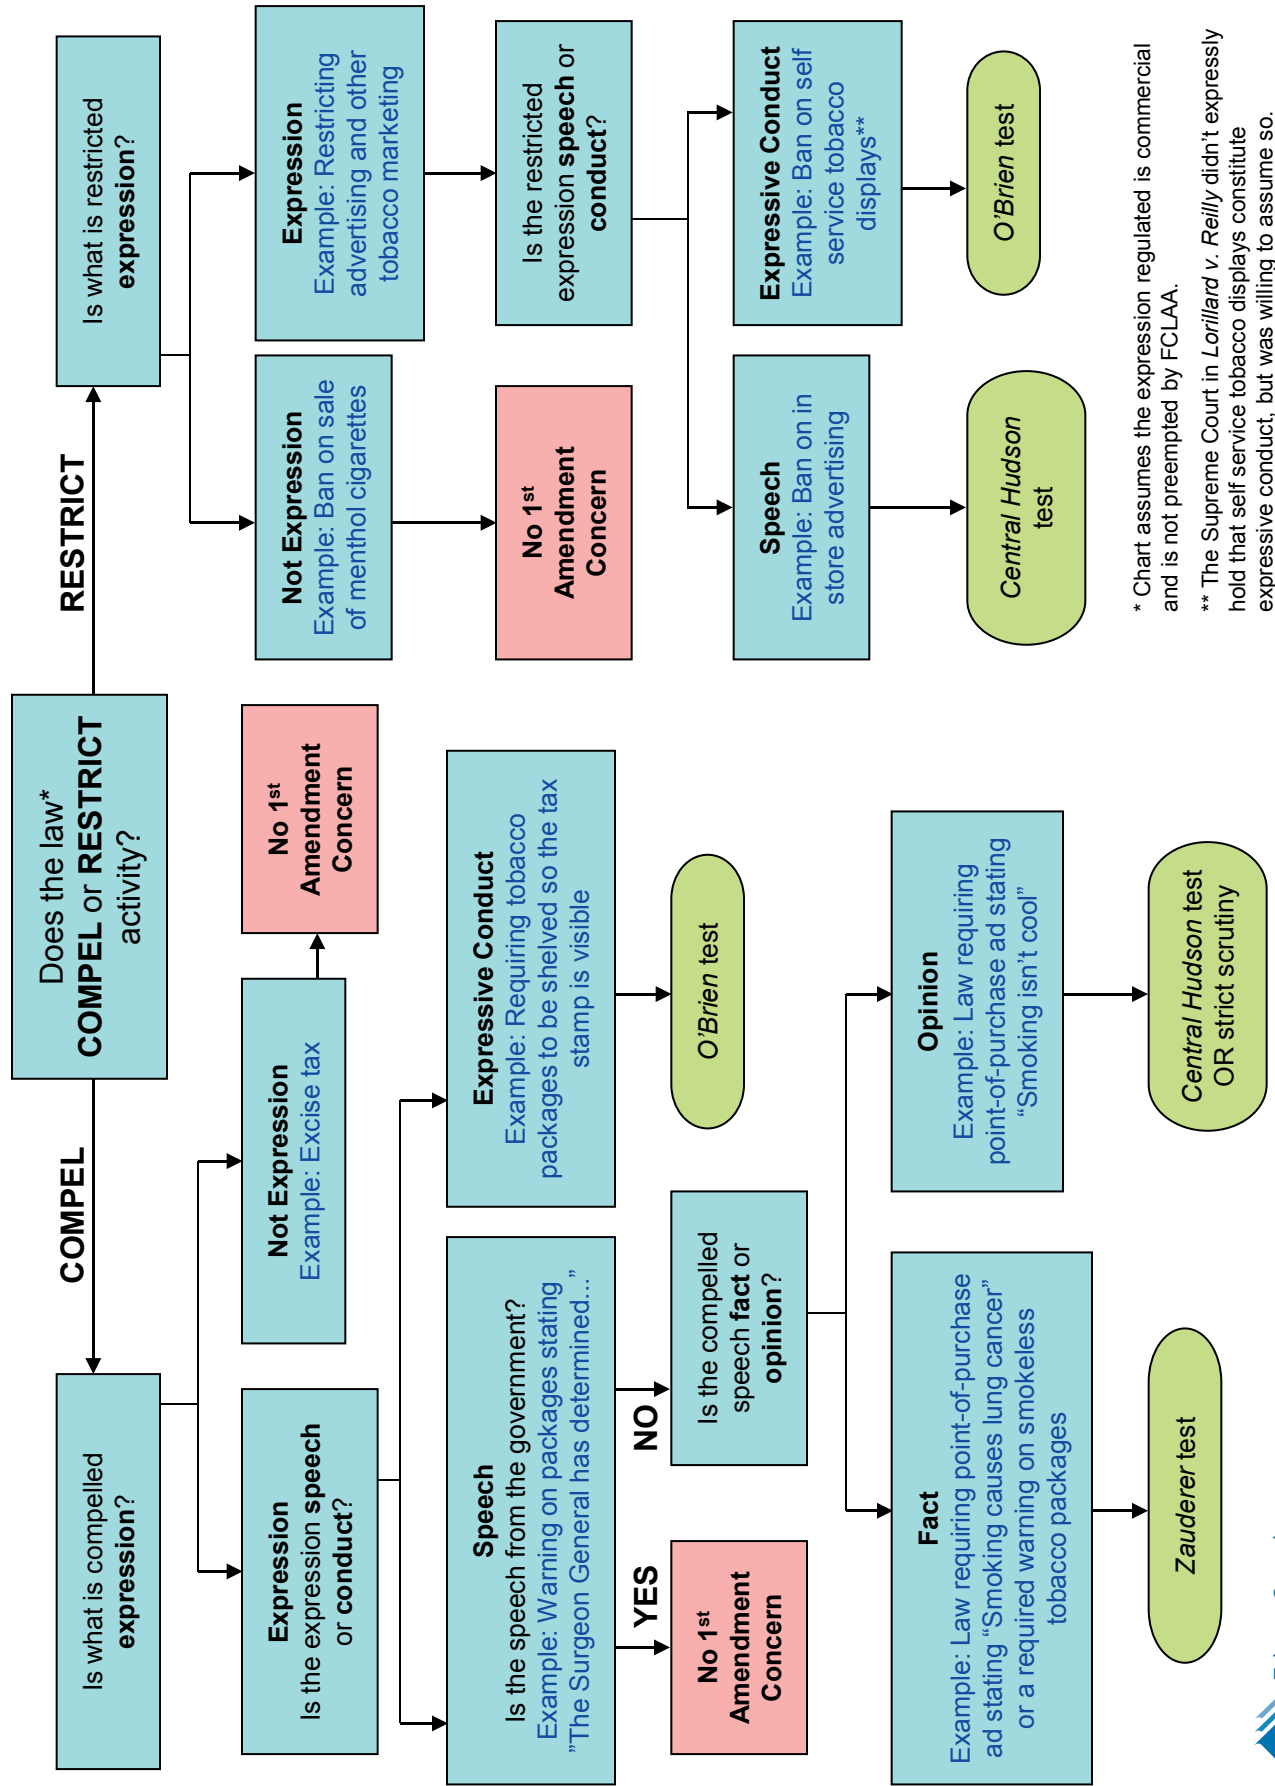 Does the law*
COMPEL or RESTRICT
activity?
COMPEL
RESTRICT
Is what is compelled
expression?
Expression
Is the expression speech
or conduct?
Not Expression
Example: Excise tax
No 1st
Amendment
Concern
Speech
Is the speech from the government?
Example: Warning on packages stating
”The Surgeon General has determined…”
Expressive Conduct
Example: Requiring tobacco
packages to be shelved so the tax
stamp is visible
YES
NO
No 1st
Amendment
Concern
Is the compelled
speech fact or
opinion?
O’Brien test
Fact
Example: Law requiring point-of-purchase
ad stating “Smoking causes lung cancer”
or a required warning on smokeless
tobacco packages
Opinion
Example: Law requiring
point-of-purchase ad stating
“Smoking isn’t cool”
Zauderer test
Central Hudson test
OR strict scrutiny
Is what is restricted
expression?
Not Expression
Example: Ban on sale
of menthol cigarettes
Expression
Example: Restricting
advertising and other
tobacco marketing
No 1st
Amendment
Concern
Is the restricted
expression speech or
conduct?
Speech
Example: Ban on in
store advertising
Expressive Conduct
Example: Ban on self
service tobacco
displays**
Central Hudson
test
O’Brien test
* Chart assumes the expression regulated is commercial
and is not preempted by FCLAA.
** The Supreme Court in Lorillard v. Reilly didn’t expressly
hold that self service tobacco displays constitute
expressive conduct, but was willing to assume so.